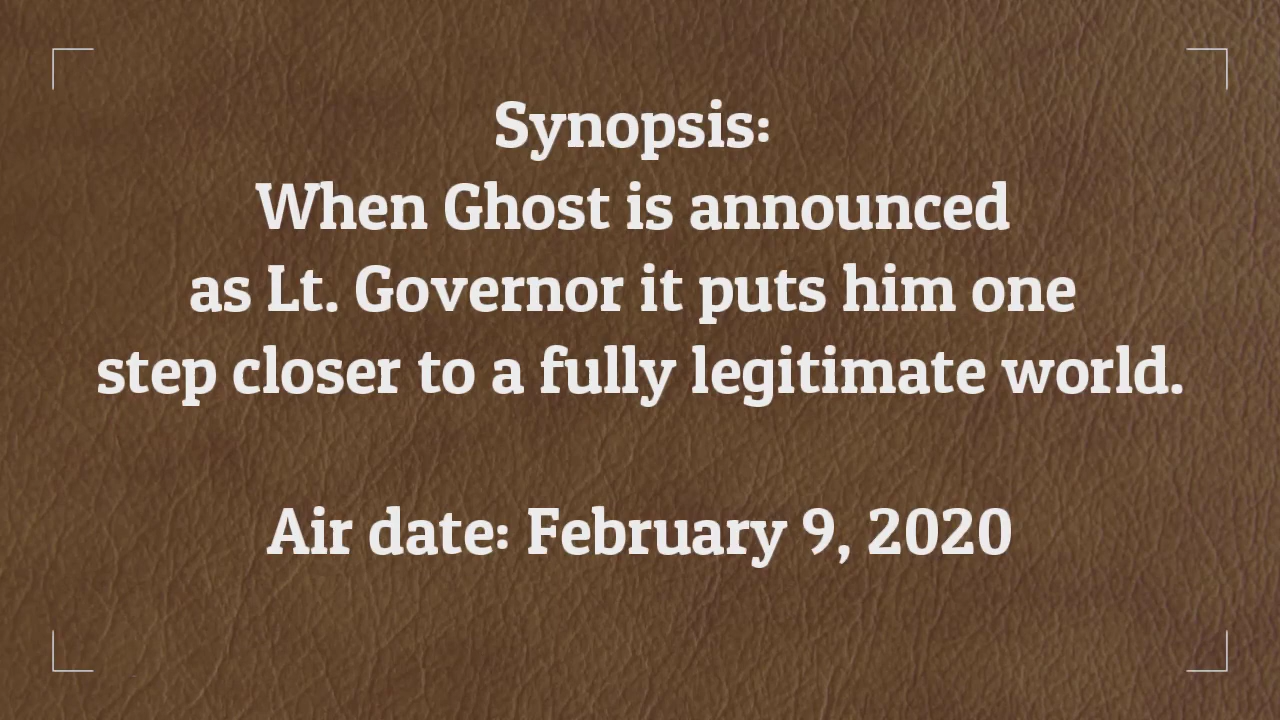 Synopsis:
When Ghost is announced
as Lt. Governor it puts him one
step closer to a fully legitimate world.
Air date: February 9, 2020